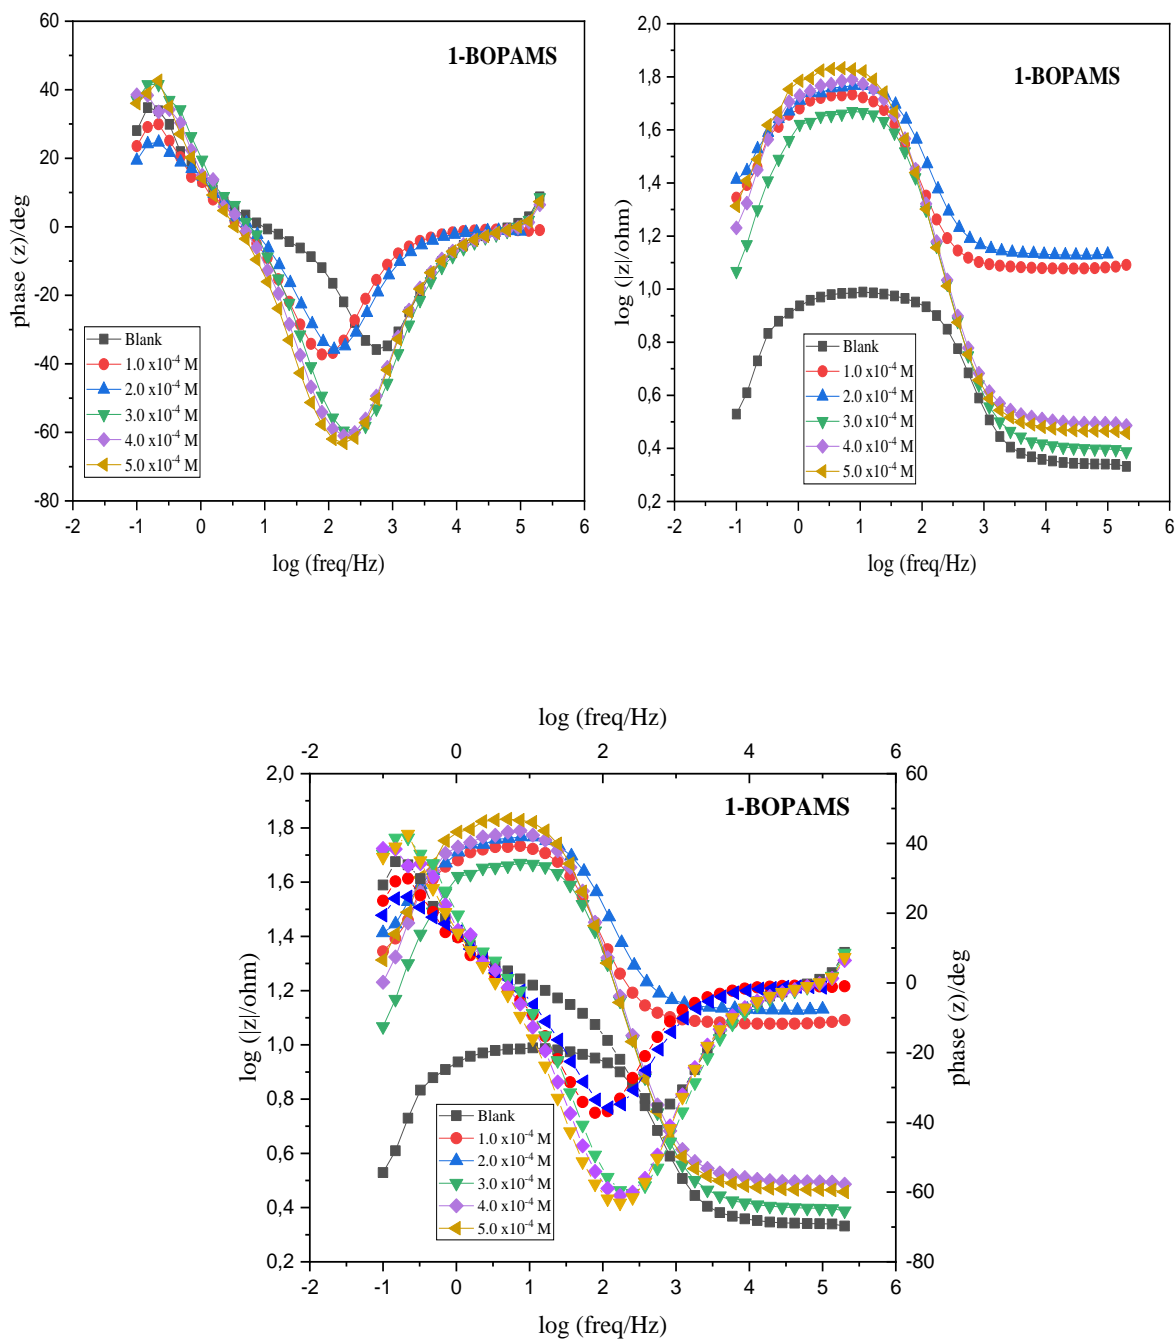 60
40
20
0
-20
-40
-60
-80
phase (z)/deg
1-BOPAMS
Blank
1.0 x10-4 M
2.0 x10-4 M
3.0 x10-4 M
4.0 x10-4 M
5.0 x10-4 M
-2 -1 0 1 2 3 4 5 6
log (freq/Hz)
2,0
1.8
1.6
1.4
1.2
1,0
0.8
0.6
0.4
0,2
log (|z|/ohm)
1-BOPAMS
Blank
1.0 x10-4 M
2.0 x10-4 M
3.0 x10-4 M
4.0 x10-4 M
5.0 x10-4 M
-2 -1 0 1 2 3 4 5 6
log (freq/Hz)
log (freq/Hz)
-2 0 2 4 6
2,0
1.8
1.6
1.4
1.2
1,0
0.8
0.6
0.4
0,2
log (|z|/ohm)
1-BOPAMS
Blank
1.0 x10-4 M
2.0 x10-4 M
3.0 x10-4 M
4.0 x10-4 M
5.0 x10-4 M
60
40
20
0
-20
-40
-60
-80
phase (z)/deg
-2 -1 0 1 2 3 4 5 6
log (freq/Hz)